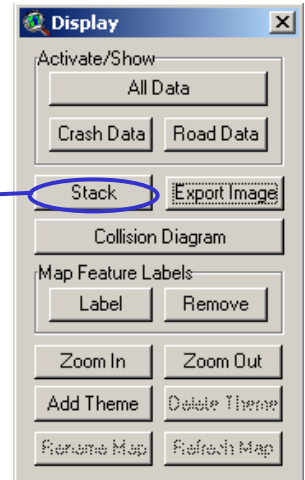 Display
Activate/Show
All Data
Crash Data Road Data
Stack Export Image
Collision Diagram
Map Feature Labels
Label Remove
Zoom In Zoom Out
Add Theme Delete Theme
Rename Map Refresh Map